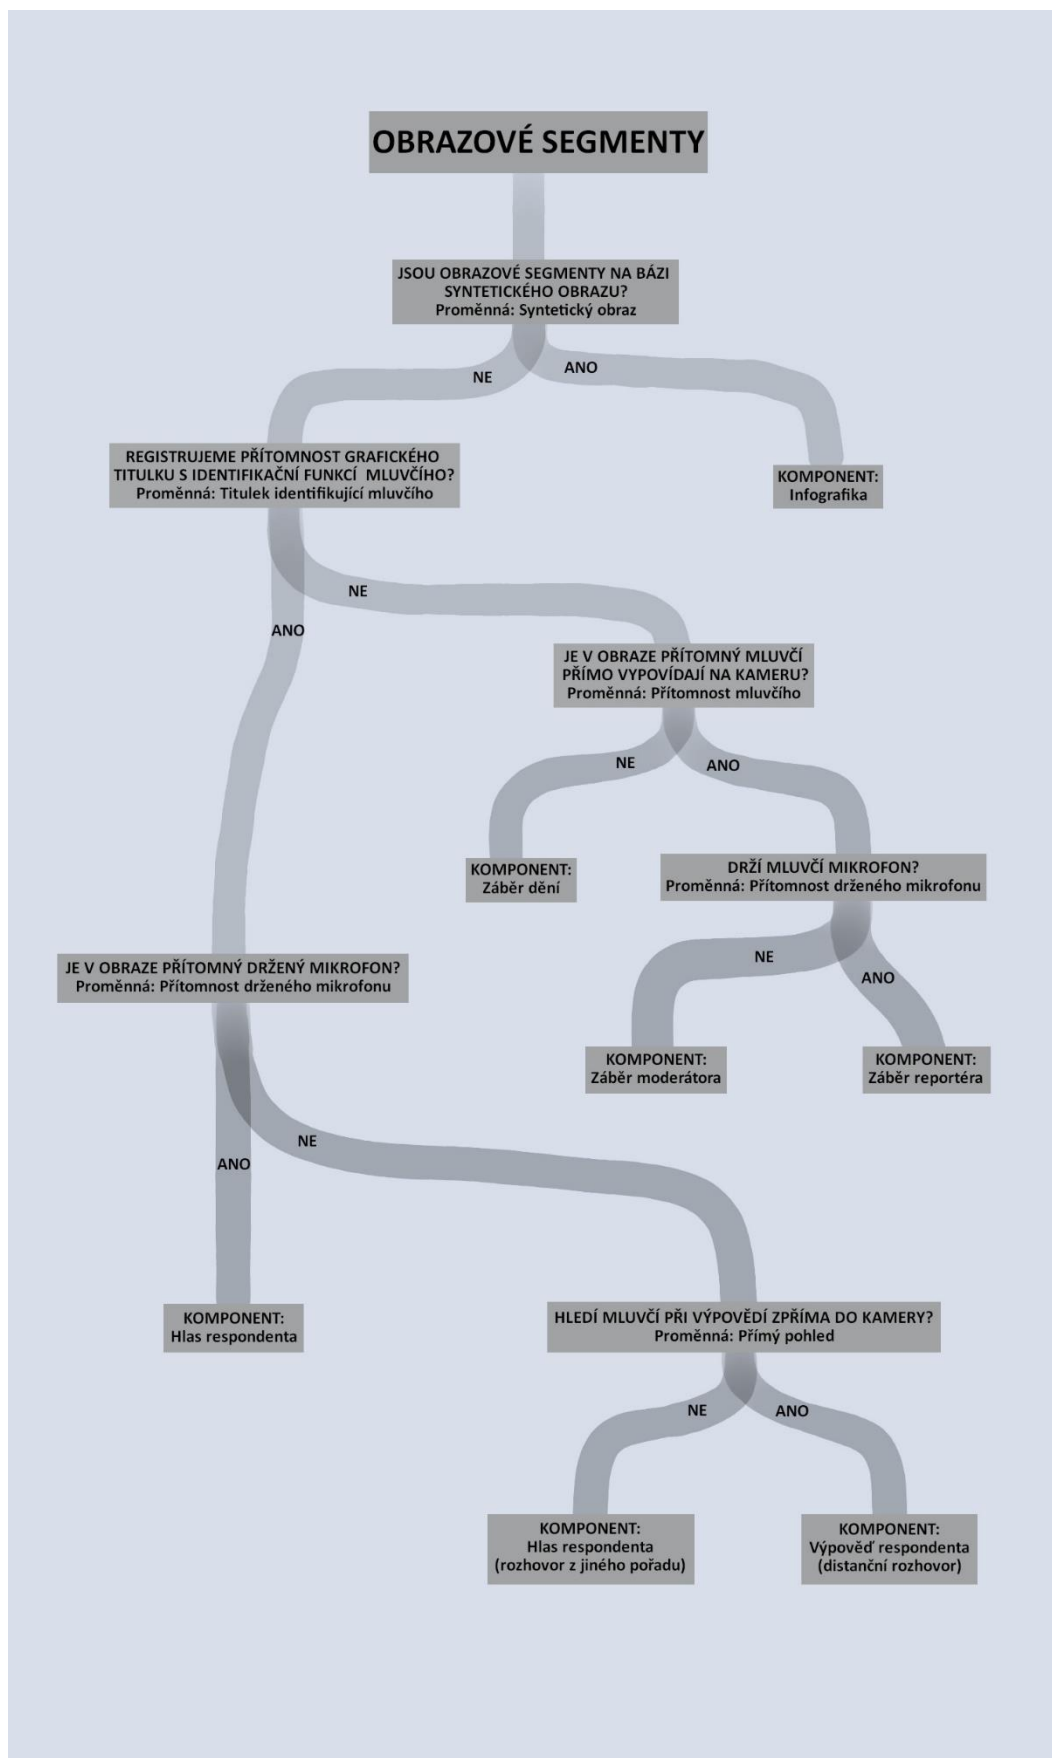 OBRAZOVÉ SEGMENTY
JSOU OBRAZOVÉ SEGMENTY NA BÁZI
SYNTETICKÉHO OBRAZU?
Proměnná: Syntetický obraz
NE
ANO
REGISTRUJEME PŘÍTOMNOST GRAFICKÉHO
TITULKU S IDENTIFIKAČNÍ FUNKCÍ MLUVČÍHO?
Proměnná: Titulek identifikující mluvčího
KOMPONENT:
Infografika
NE
ANO
JE V OBRAZE PŘÍTOMNÝ MLUVČÍ
PŘÍMO VYPOVÍDAJÍ NA KAMERU?
Proměnná: Přítomnost mluvčího
NE
ANO
KOMPONENT:
Záběr dění
DRŽÍ MLUVČÍ MIKROFON?
Proměnná: Přítomnost drženého mikrofonu
NE
ANO
JE V OBRAZE PŘÍTOMNÝ DRŽENÝ MIKROFON?
Proměnná: Přítomnost drženého mikrofonu
KOMPONENT:
Záběr moderátora
KOMPONENT:
Záběr reportéra
NE
ANO
KOMPONENT:
Hlas respondenta
HLEDÍ MLUVČÍ PŘI VÝPOVĚDÍ ZPŘÍMA DO KAMERY?
Proměnná: Přímý pohled
NE
ANO
KOMPONENT:
Hlas respondenta
(rozhovor z jiného pořadu)
KOMPONENT:
Výpověď respondenta
(distanční rozhovor)